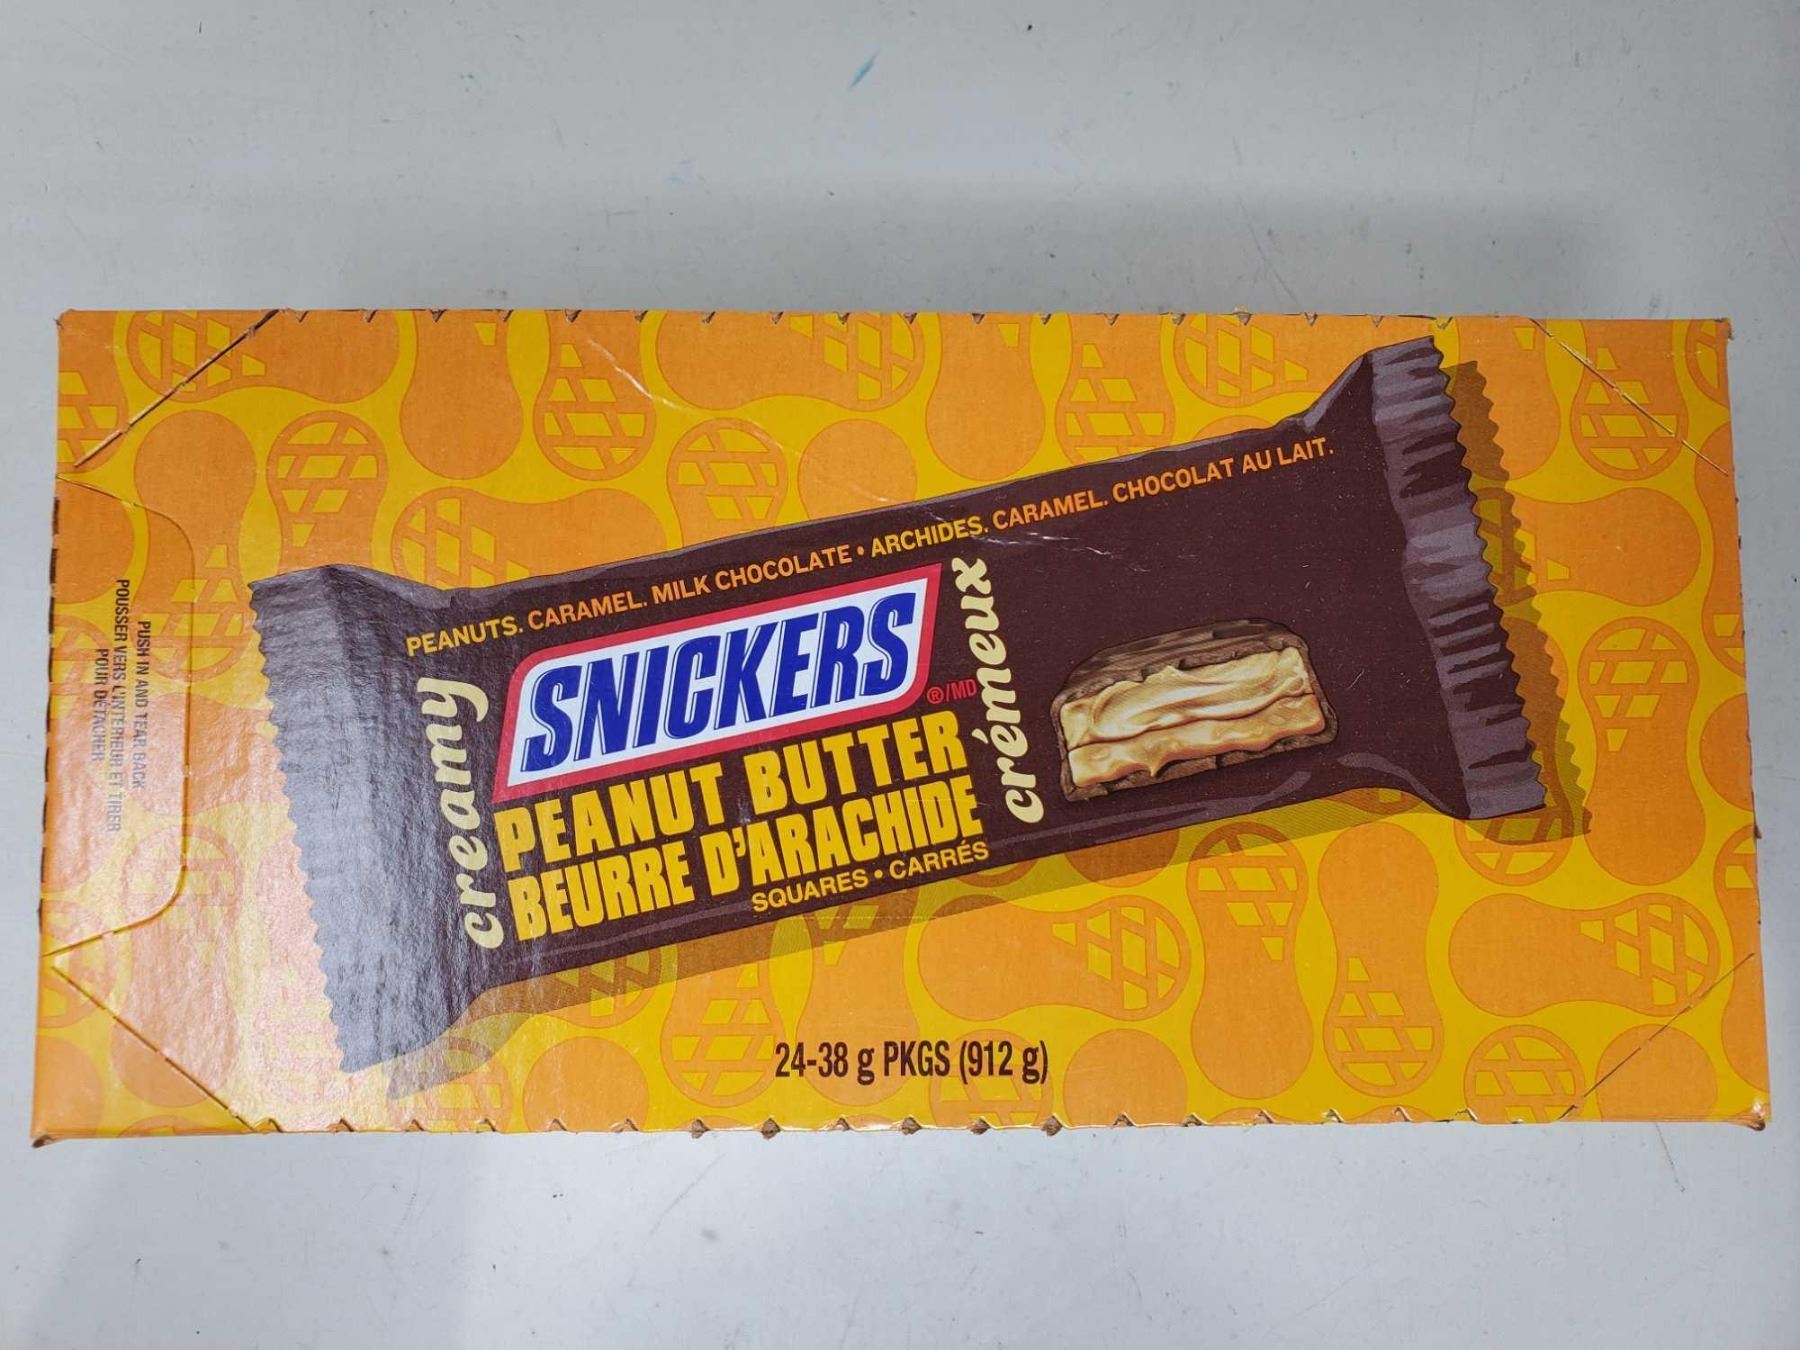 PEANUTS. CARAMEL. MILK CHOCOLATE • ARCHIDES. CARAMEL. CHOCOLAT AU LAIT.
creamy
SNICKERS
®/MD
crémeux
PEANUT BUTTER
BEURRE D'ARACHIDE
SQUARES • CARRÉS
24-38 g PKGS (912 g)
PUSH IN AND TEAR BACK
POUSSER VERS L'INTÉRIEUR ET TIRER
POUR DÉTACHER